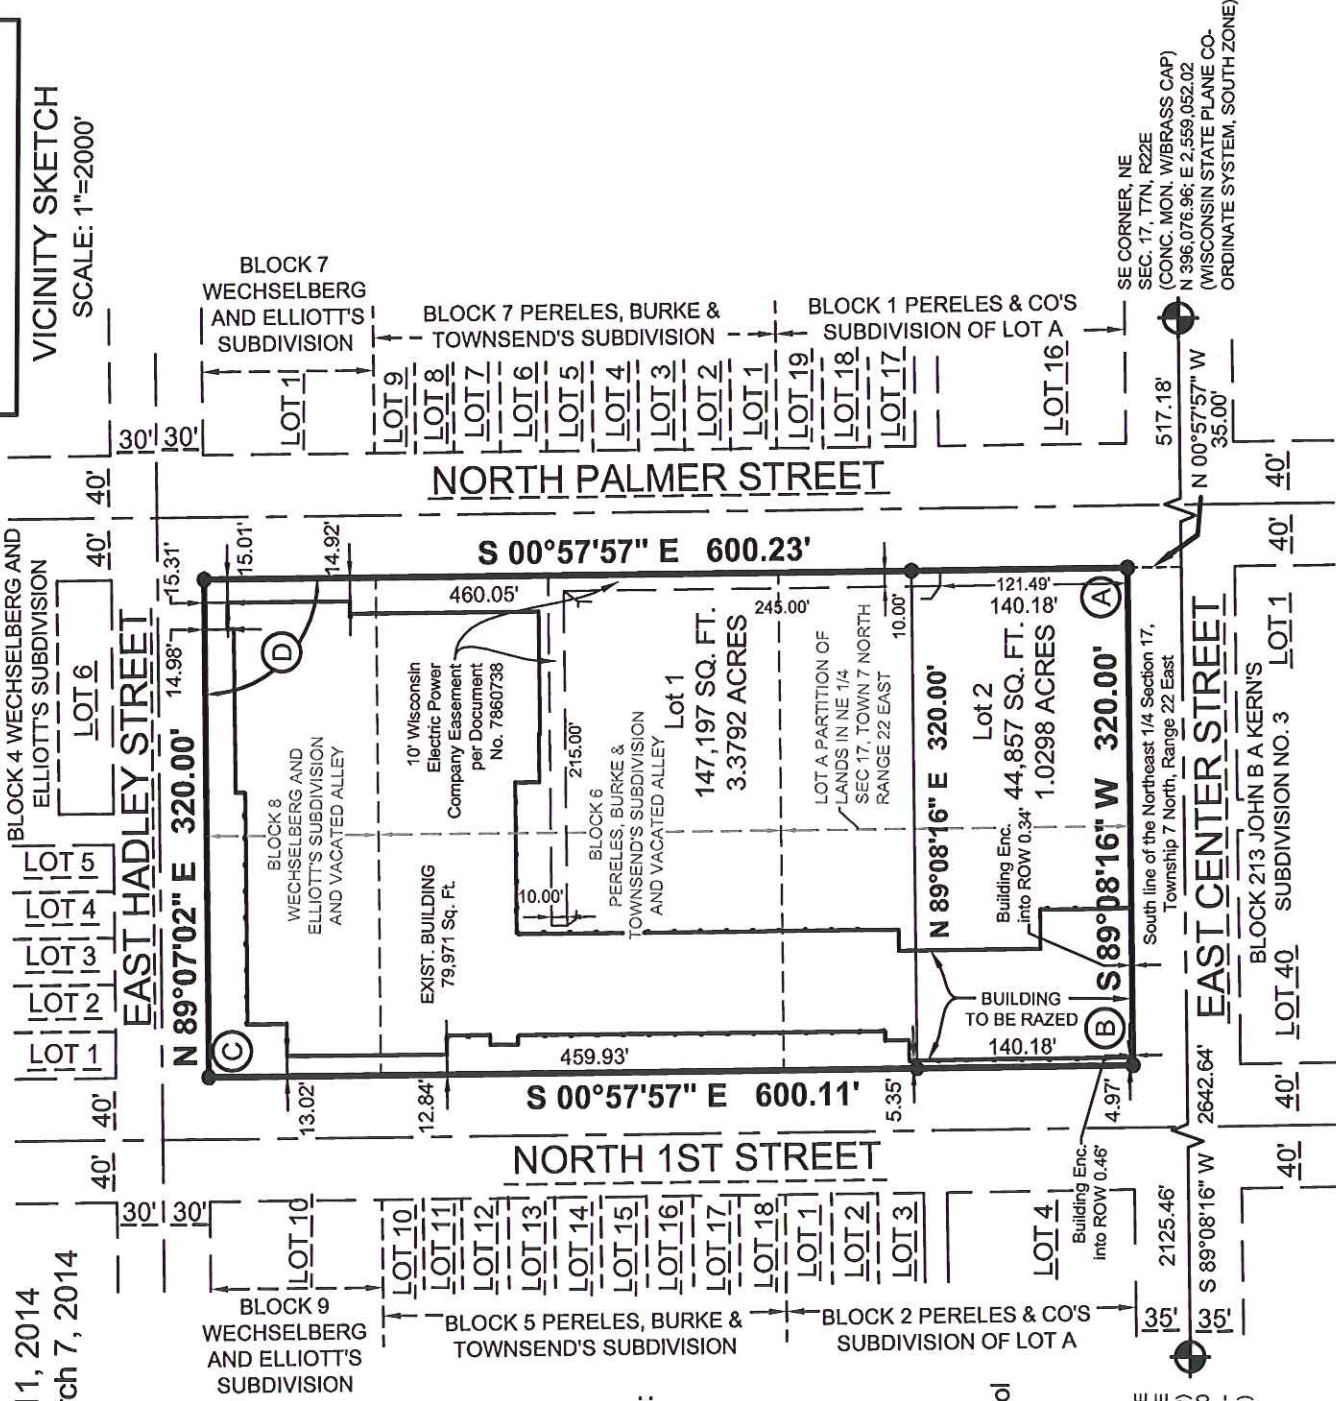 VICINITY SKETCH
SCALE: 1"=2000'
BLOCK 7
WECHSELBERG
AND ELLIOTT'S
SUBDIVISION
BLOCK 7 PERELES, BURKE &
TOWNSEND'S SUBDIVISION
BLOCK 1 PERELES & CO'S
SUBDIVISION OF LOT A
SE CORNER, NE
SEC. 17, T7N, R22E
(CONC. MON. W/BRASS CAP)
N 396,076.96; E 2,559,052.02
(WISCONSIN STATE PLANE CO-
ORDINATE SYSTEM, SOUTH ZONE)
LOT 1
LOT 9
LOT 8
LOT 7
LOT 6
LOT 5
LOT 4
LOT 3
LOT 2
LOT 1
LOT 19
LOT 18
LOT 17
LOT 16
517.18'
N 00°57'57" W
35.00'
30'
30'
40'
40'
NORTH PALMER STREET
40'
40'
BLOCK 4 WECHSELBERG AND
ELLIOTT'S SUBDIVISION
LOT 6
LOT 5
LOT 4
LOT 3
LOT 2
LOT 1
EAST HADLEY STREET
N 89°07'02" E 320.00'
15.31'
15.01'
14.92'
14.98'
S 00°57'57" E 600.23'
460.05'
121.49'
140.18'
A
D
10' Wisconsin
Electric Power
Company Easement
per Document
No. 7860738
245.00'
215.00'
10.00'
10.00'
Lot 1
147,197 SQ. FT.
3.3792 ACRES
LOT A PARTITION OF
LANDS IN NE 1/4
SEC 17, TOWN 7 NORTH
RANGE 22 EAST
N 89°08'16" E 320.00'
Lot 2
44,857 SQ. FT.
1.0298 ACRES
S 89°08'16" W 320.00'
BLOCK 8
WECHSELBERG AND
ELLIOTT'S SUBDIVISION
AND VACATED ALLEY
BLOCK 6
PERELES, BURKE &
TOWNSEND'S SUBDIVISION
AND VACATED ALLEY
EXIST. BUILDING
79,971 Sq. Ft.
Building Enc.
into ROW 0.34'
BUILDING
TO BE RAZED
B
C
140.18'
459.93'
S 00°57'57" E 600.11'
13.02'
12.84'
5.35'
4.97'
South line of the Northeast 1/4 Section 17,
Township 7 North, Range 22 East
EAST CENTER STREET
BLOCK 213 JOHN B A KERN'S
SUBDIVISION NO. 3
LOT 1
LOT 40
2642.64'
S 89°08'16" W
40'
40'
NORTH 1ST STREET
40'
40'
30'
30'
LOT 10
LOT 10
LOT 11
LOT 12
LOT 13
LOT 14
LOT 15
LOT 16
LOT 17
LOT 18
LOT 1
LOT 2
LOT 3
LOT 4
Building Enc.
into ROW 0.46'
2125.46'
35'
35'
BLOCK 9
WECHSELBERG
AND ELLIOTT'S
SUBDIVISION
BLOCK 5 PERELES, BURKE &
TOWNSEND'S SUBDIVISION
BLOCK 2 PERELES & CO'S
SUBDIVISION OF LOT A
1, 2014
ch 7, 2014